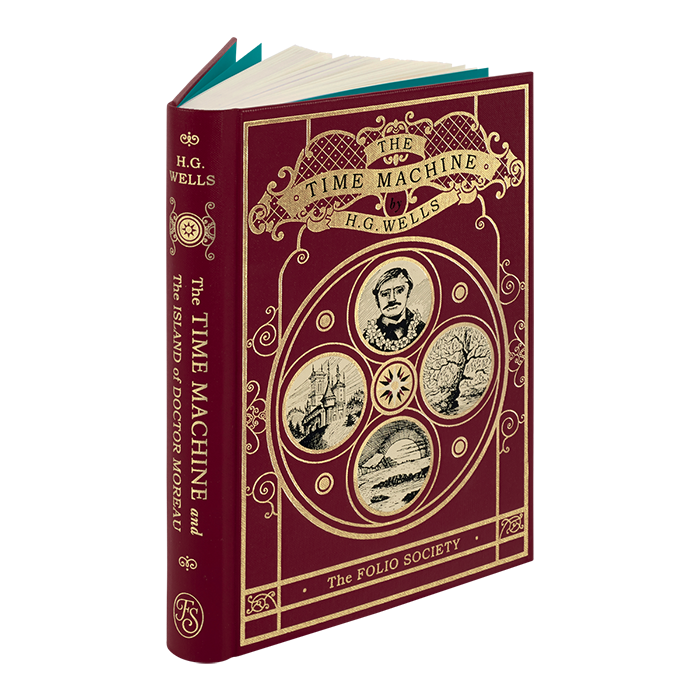 H.G.
WELLS
The TIME MACHINE and
The ISLAND of DOCTOR MOREAU
FS
THE
TIME MACHINE
by
H.G. WELLS
The FOLIO SOCIETY